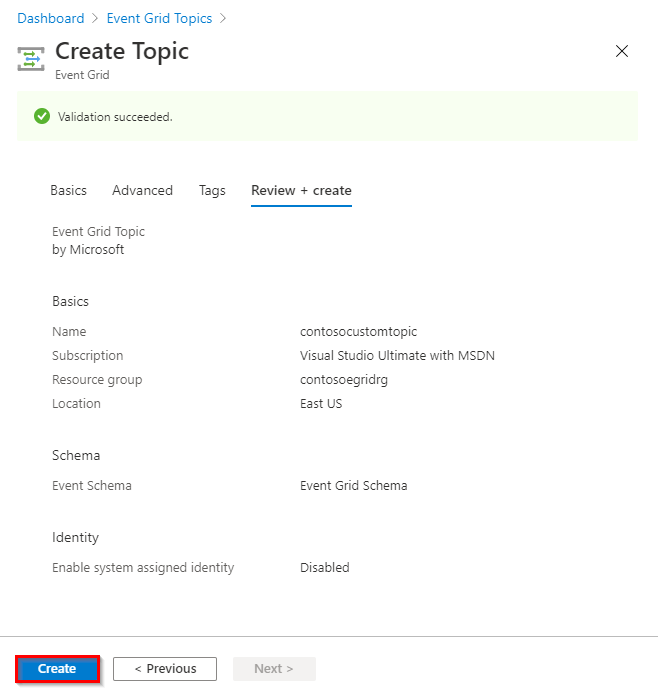 Dashboard > Event Grid Topics >
Create Topic
Event Grid
Validation succeeded.
Basics Advanced Tags Review + create
Event Grid Topic
by Microsoft
Basics
Name contosocustomtopic
Subscription Visual Studio Ultimate with MSDN
Resource group contosoegridrg
Location East US
Schema
Event Schema Event Grid Schema
Identity
Enable system assigned identity Disabled
Create < Previous Next >